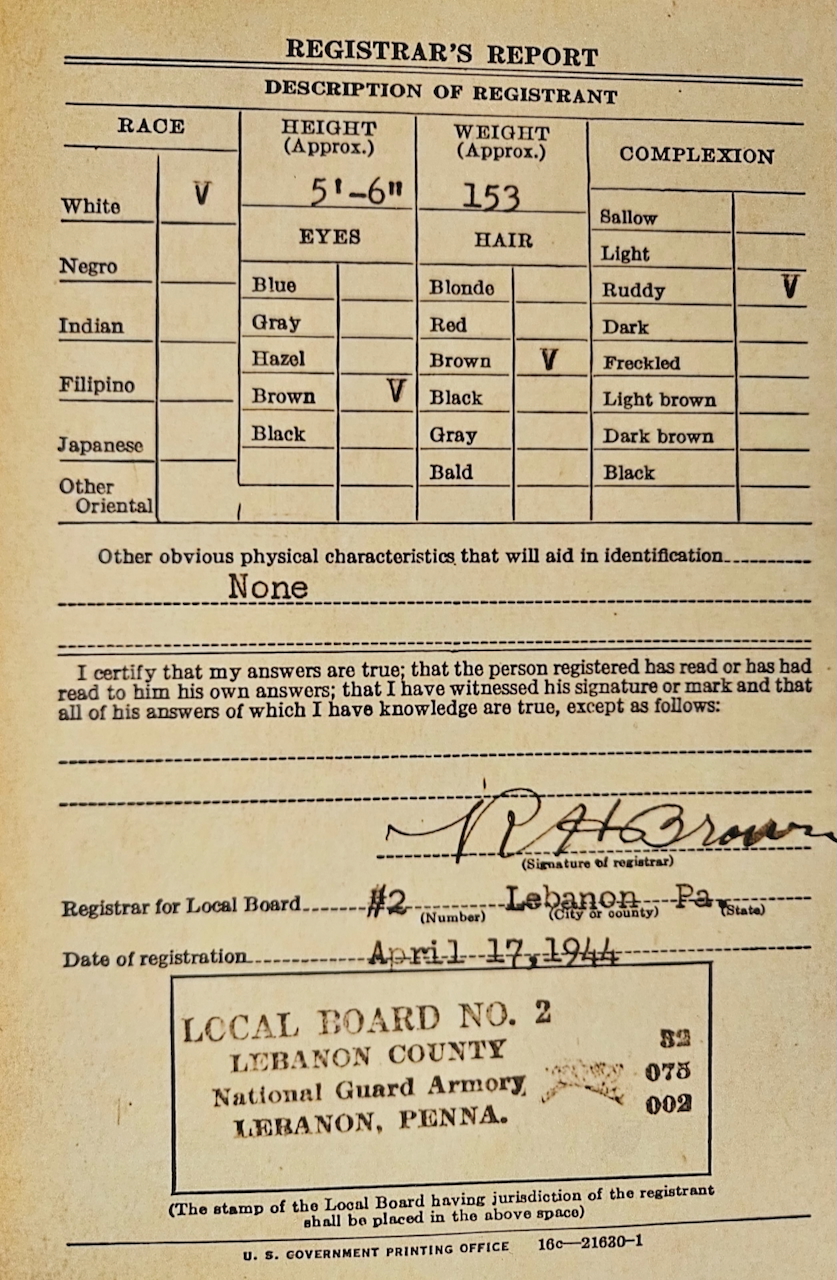 REGISTRAR'S REPORT
DESCRIPTION OF REGISTRANT
RACE
White V
Negro
Indian
Filipino
Japanese
Other
Oriental
HEIGHT
(Approx.)
5'-6"
WEIGHT
(Approx.)
153
EYES
Blue
Gray
Hazel
Brown V
Black
HAIR
Blonde
Red
Brown V
Black
Gray
Bald
COMPLEXION
Sallow
Light
Ruddy V
Dark
Freckled
Light brown
Dark brown
Black
Other obvious physical characteristics that will aid in identification
None
I certify that my answers are true; that the person registered has read or has had
read to him his own answers; that I have witnessed his signature or mark and that
all of his answers of which I have knowledge are true, except as follows:
R H Brown
(Signature of registrar)
Registrar for Local Board #2 Lebanon Pa.
(Number) (City or county) (State)
Date of registration April 17, 1944
LOCAL BOARD NO. 2
LEBANON COUNTY
National Guard Armory
LEBANON, PENNA.
32
075
002
(The stamp of the Local Board having jurisdiction of the registrant
shall be placed in the above space)
U. S. GOVERNMENT PRINTING OFFICE 16c—21630-1